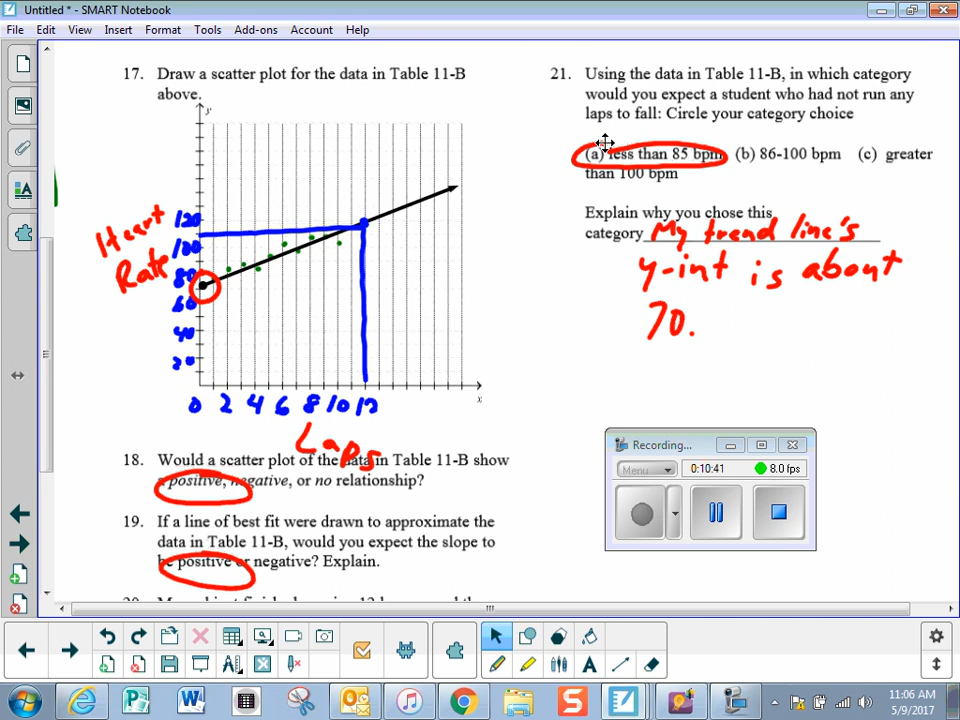 Untitled * - SMART Notebook
File Edit View Insert Format Tools Add-ons Account Help
17. Draw a scatter plot for the data in Table 11-B
above.
y
120
100
80
60
40
20
0 2 4 6 8 10 12
x
Heart
Rate
Laps
18. Would a scatter plot of the data in Table 11-B show
a positive, negative, or no relationship?
19. If a line of best fit were drawn to approximate the
data in Table 11-B, would you expect the slope to
be positive or negative? Explain.
21. Using the data in Table 11-B, in which category
would you expect a student who had not run any
laps to fall: Circle your category choice
(a) less than 85 bpm (b) 86-100 bpm (c) greater
than 100 bpm
Explain why you chose this
category My trend line's
y-int is about
70.
Recording...
Menu 0:10:41 8.0 fps
11:06 AM
5/9/2017